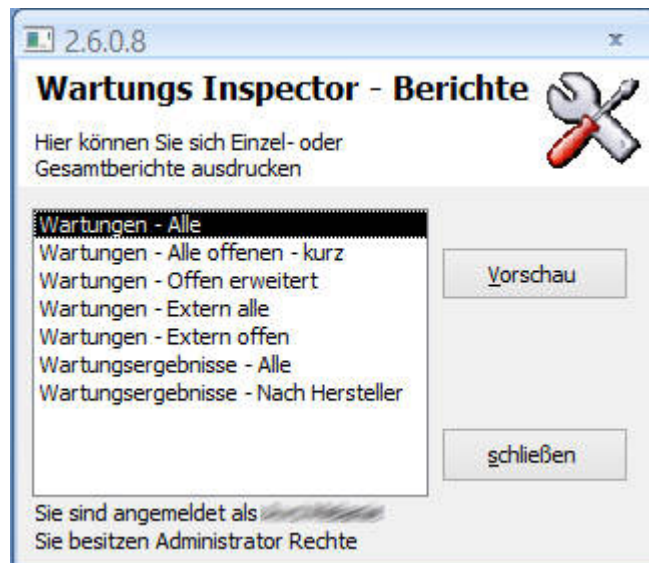 2.6.0.8
Wartungs Inspector - Berichte
Hier können Sie sich Einzel- oder
Gesamtberichte ausdrucken
Wartungen - Alle
Wartungen - Alle offenen - kurz
Wartungen - Offen erweitert
Wartungen - Extern alle
Wartungen - Extern offen
Wartungsergebnisse - Alle
Wartungsergebnisse - Nach Hersteller
Vorschau
schließen
Sie sind angemeldet als
Sie besitzen Administrator Rechte